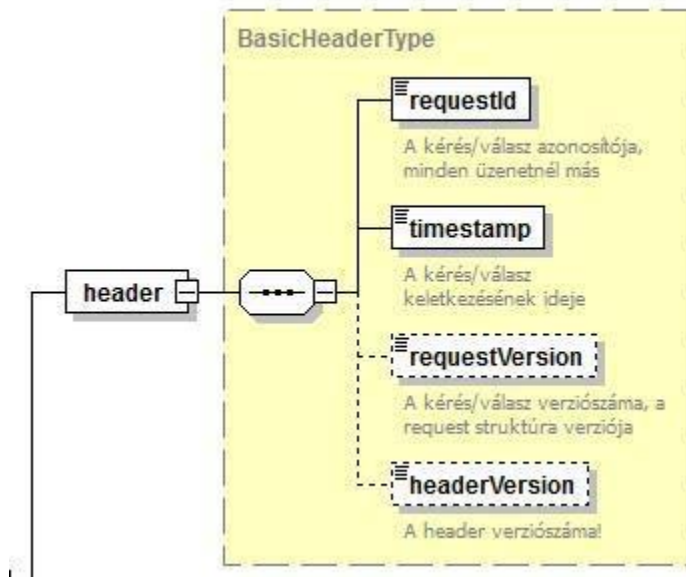 BasicHeaderType
requestId
A kérés/válasz azonosítója,
minden üzenetnél más
timestamp
A kérés/válasz
keletkezésének ideje
header
requestVersion
A kérés/válasz verziószáma, a
request struktúra verziója
headerVersion
A header verziószáma!